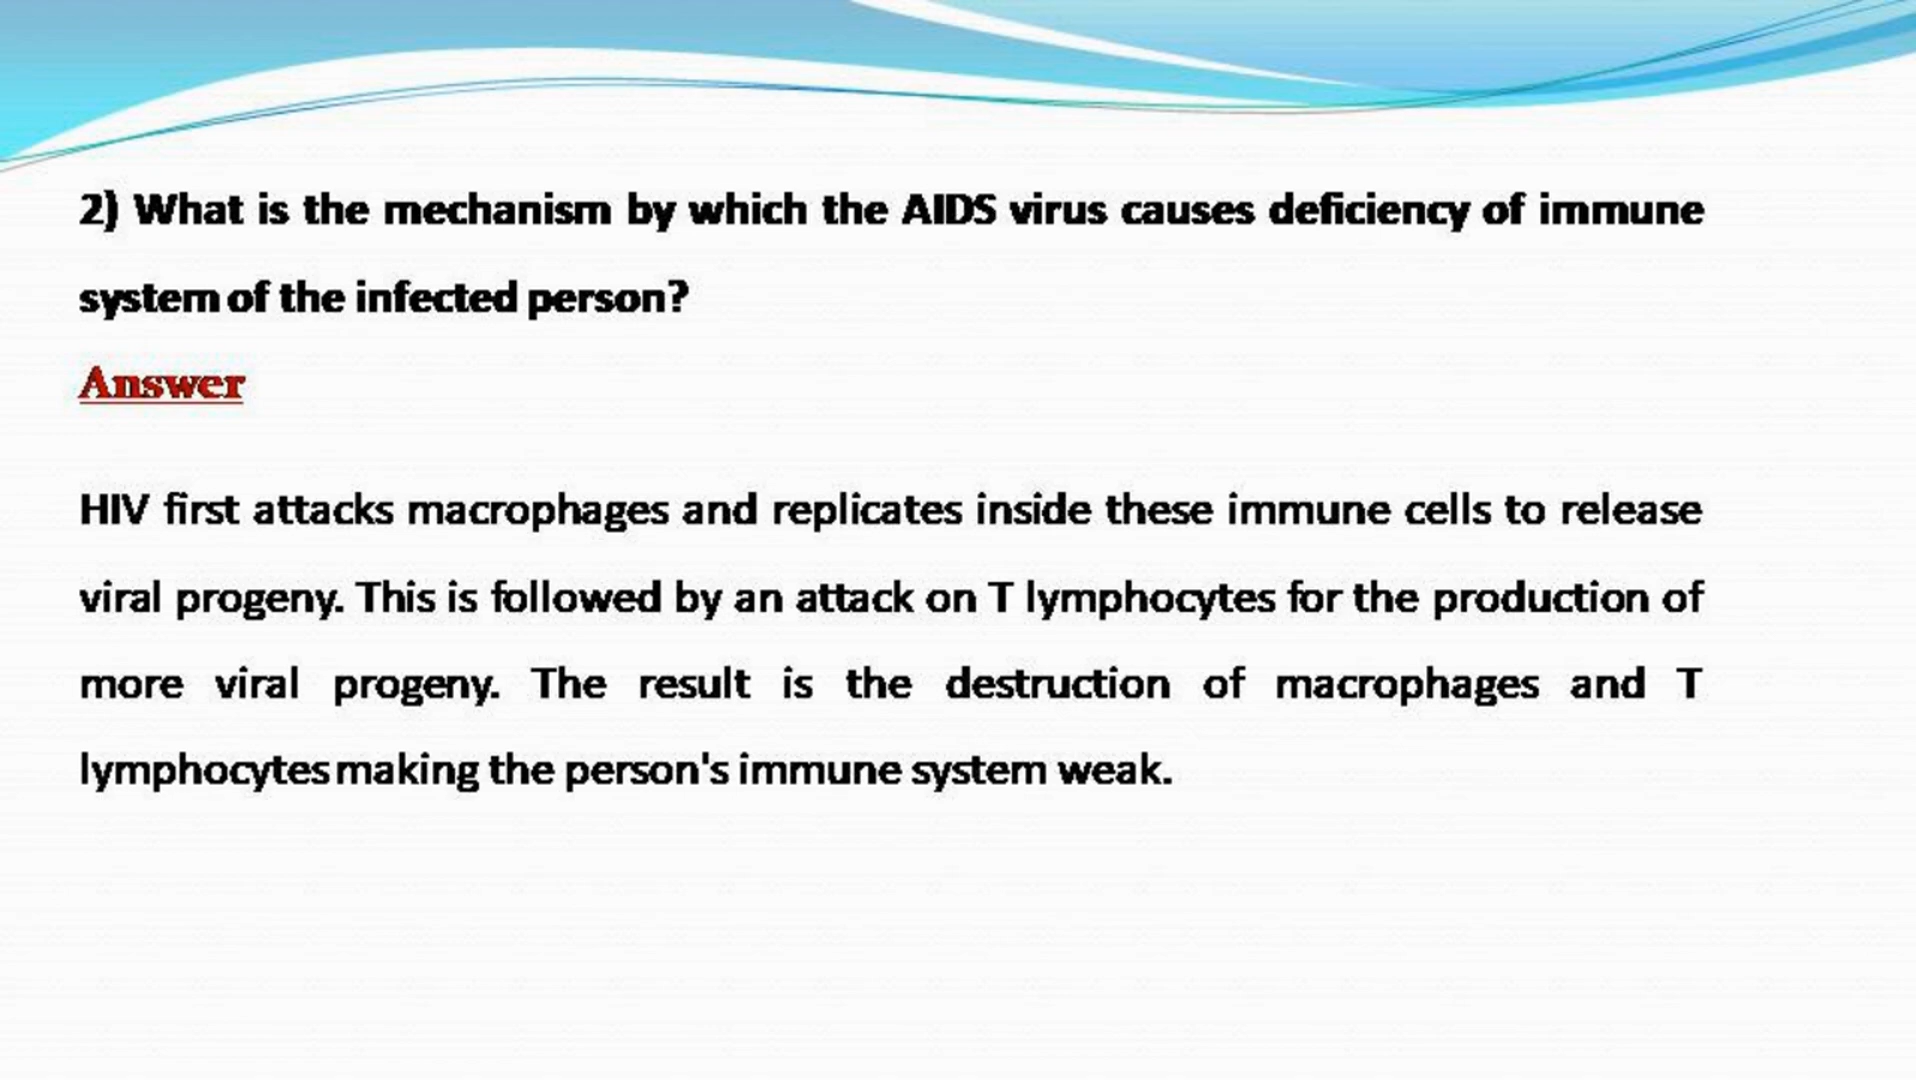 2) What is the mechanism by which the AIDS virus causes deficiency of immune
system of the infected person?
Answer
HIV first attacks macrophages and replicates inside these immune cells to release
viral progeny. This is followed by an attack on T lymphocytes for the production of
more viral progeny. The result is the destruction of macrophages and T
lymphocytes making the person's immune system weak.